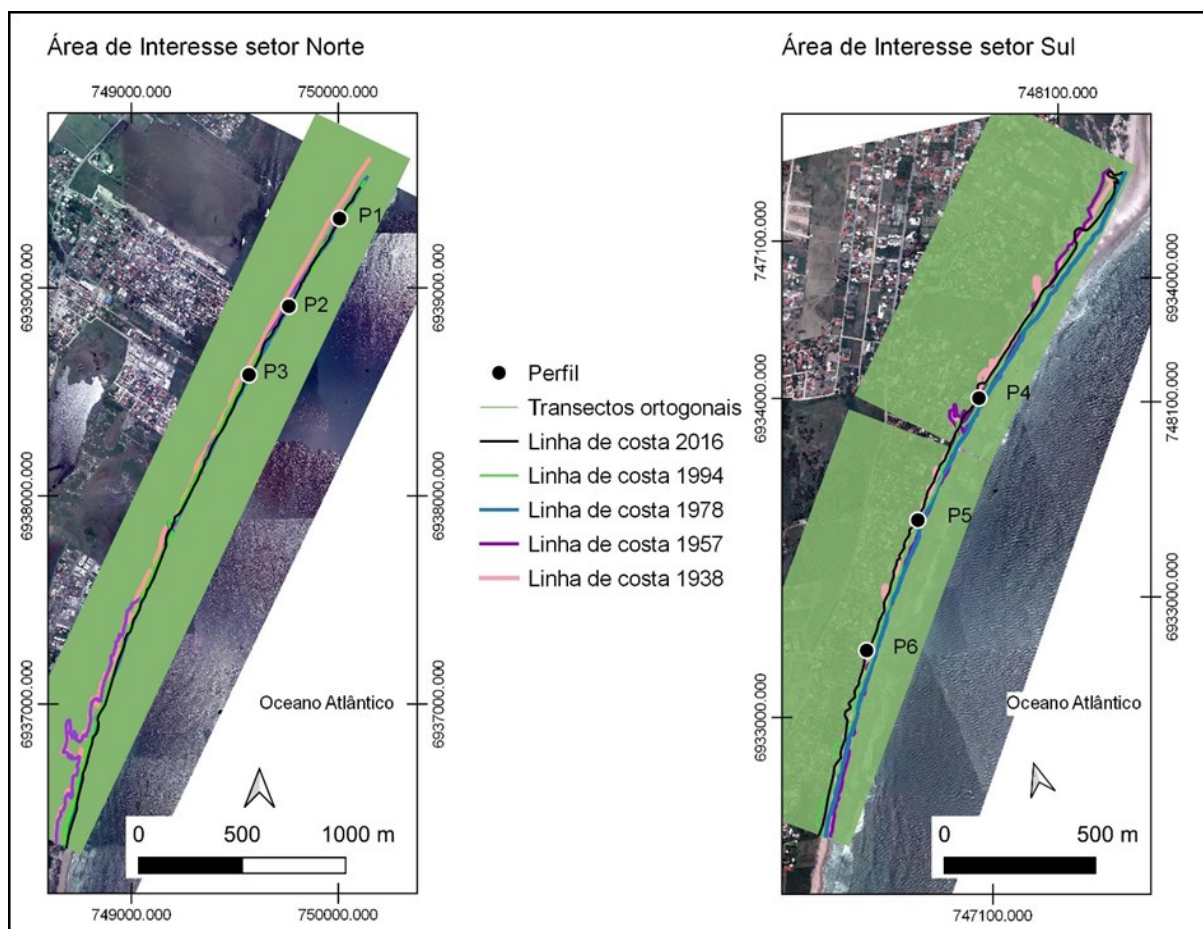 Área de Interesse setor Norte
749000.000
750000.000
6939000.000
6939000.000
6938000.000
6938000.000
6937000.000
6937000.000
P1
P2
P3
Oceano Atlântico
0
500
1000 m
749000.000
750000.000
Perfil
Transectos ortogonais
Linha de costa 2016
Linha de costa 1994
Linha de costa 1978
Linha de costa 1957
Linha de costa 1938
Área de Interesse setor Sul
748100.000
747100.000
6934000.000
6934000.000
748100.000
6933000.000
6933000.000
P4
P5
P6
Oceano Atlântico
0
500 m
747100.000